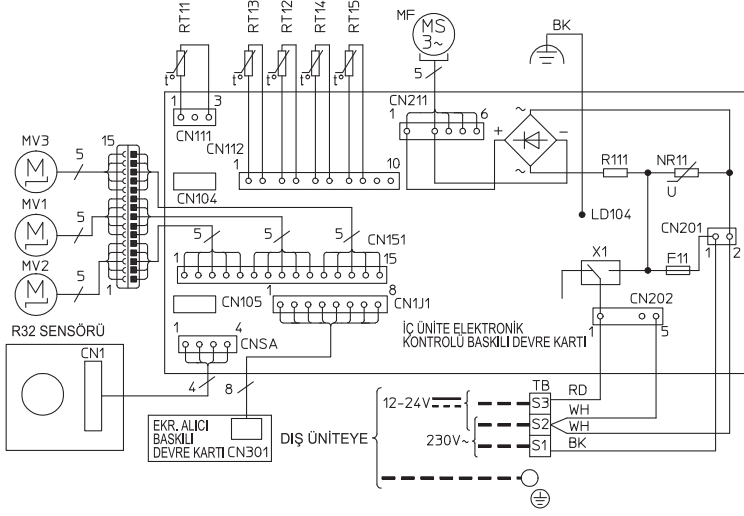 RT11
RT13
RT12
RT14
RT15
MF
MS
3~
BK
t°
t°
t°
t°
t°
5
1 3
CN111
CN211
1 6
~
+
−
~
MV3
15
5
CN112
1 10
R111
NR11
U
CN104
LD104
MV1
5
CN201
5 5 5
CN151
1 15
1 2
X1
F11
MV2
5
1
CN105
1 8
CN1J1
CN202
1 5
R32 SENSÖRÜ
CN1
1 4
CNSA
İÇ ÜNİTE ELEKTRONİK
KONTROLÜ BASKILI DEVRE KARTI
4
8
TB
12-24V
S3
RD
WH
EKR. ALICI
BASKILI
DEVRE KARTI CN301
DIŞ ÜNİTEYE
230V~
S2
WH
S1
BK